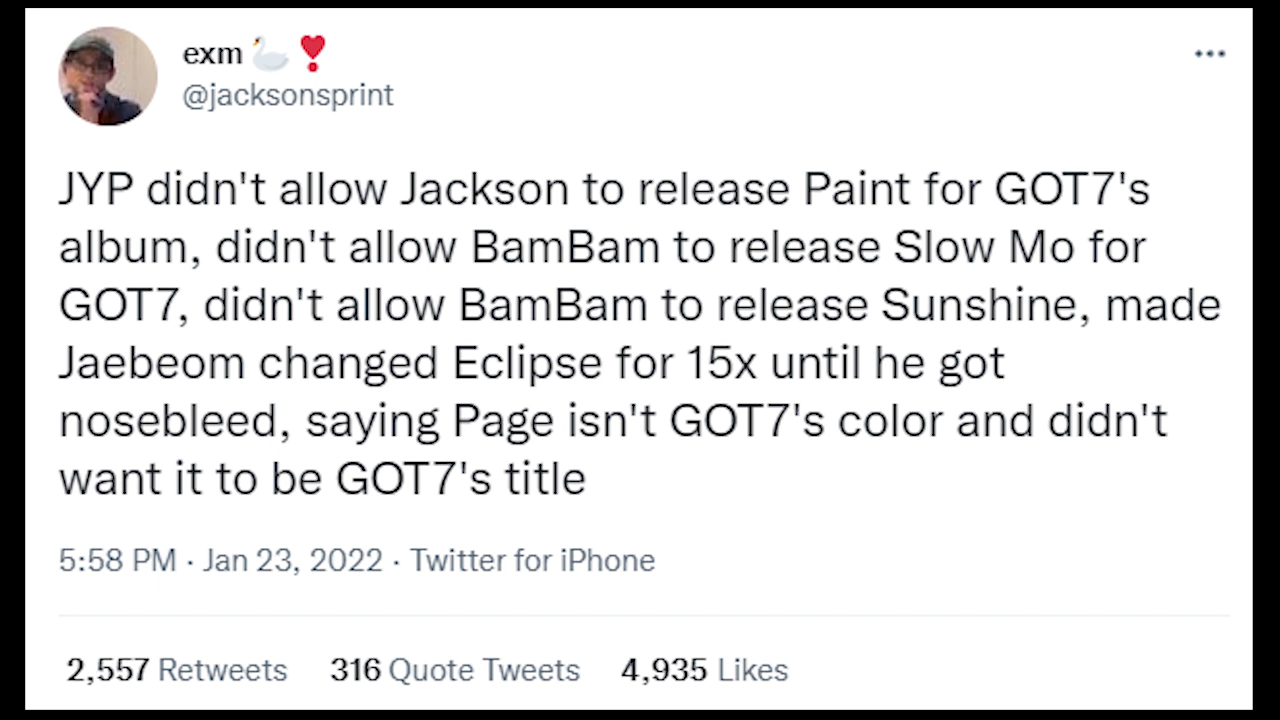 exm 🦢❣️
@jacksonsprint
JYP didn't allow Jackson to release Paint for GOT7's
album, didn't allow BamBam to release Slow Mo for
GOT7, didn't allow BamBam to release Sunshine, made
Jaebeom changed Eclipse for 15x until he got
nosebleed, saying Page isn't GOT7's color and didn't
want it to be GOT7's title
5:58 PM · Jan 23, 2022 · Twitter for iPhone
2,557 Retweets 316 Quote Tweets 4,935 Likes